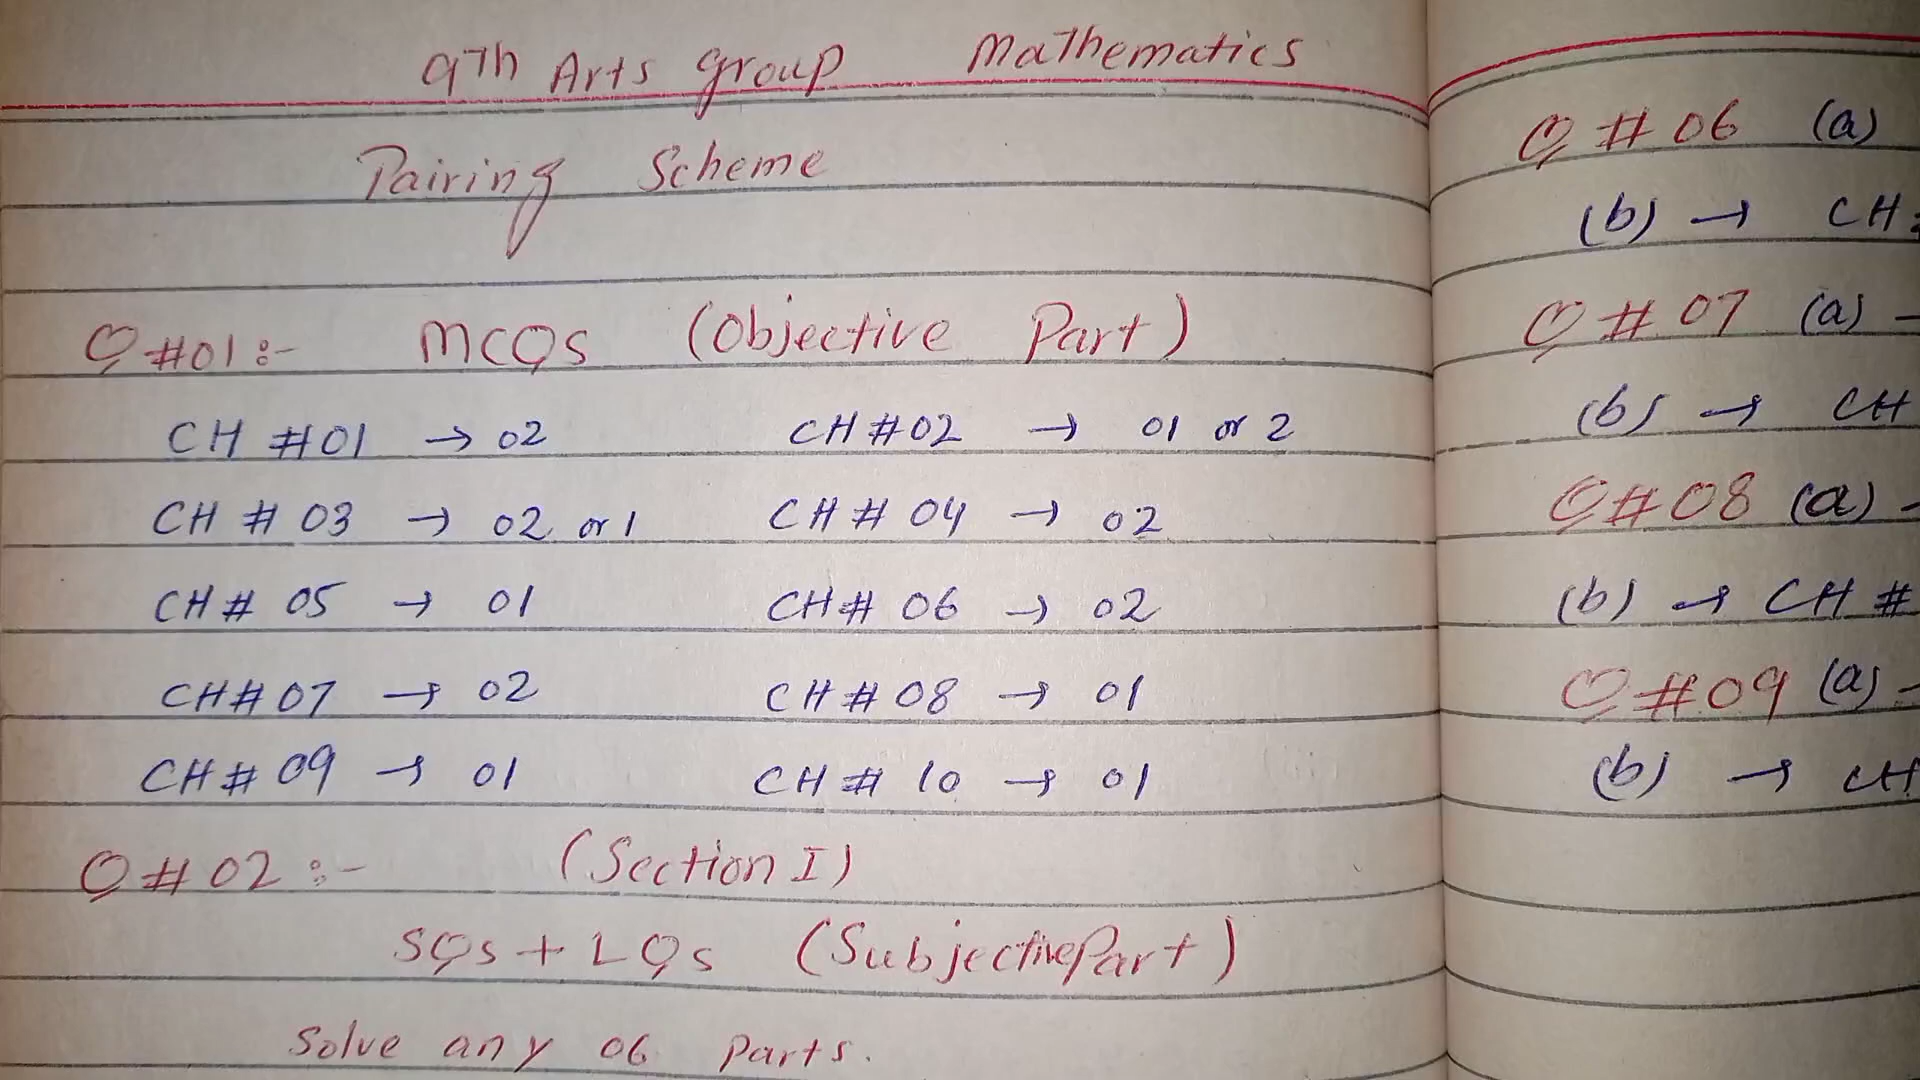 9Th Arts group Mathematics
Pairing Scheme
Q #01 :- MCQs (Objective Part)
CH #01 → 02 CH #02 → 01 or 2
CH # 03 → 02 or 1 CH # 04 → 02
CH # 05 → 01 CH # 06 → 02
CH # 07 → 02 CH # 08 → 01
CH # 09 → 01 CH # 10 → 01
Q # 02 :- (Section I)
SQs + LQs (Subjective Part)
Solve any 06 Parts.
Q # 06 (a)
(b) → CH #
Q # 07 (a) -
(b) → CH
Q # 08 (a) -
(b) → CH #
Q # 09 (a) -
(b) → CH